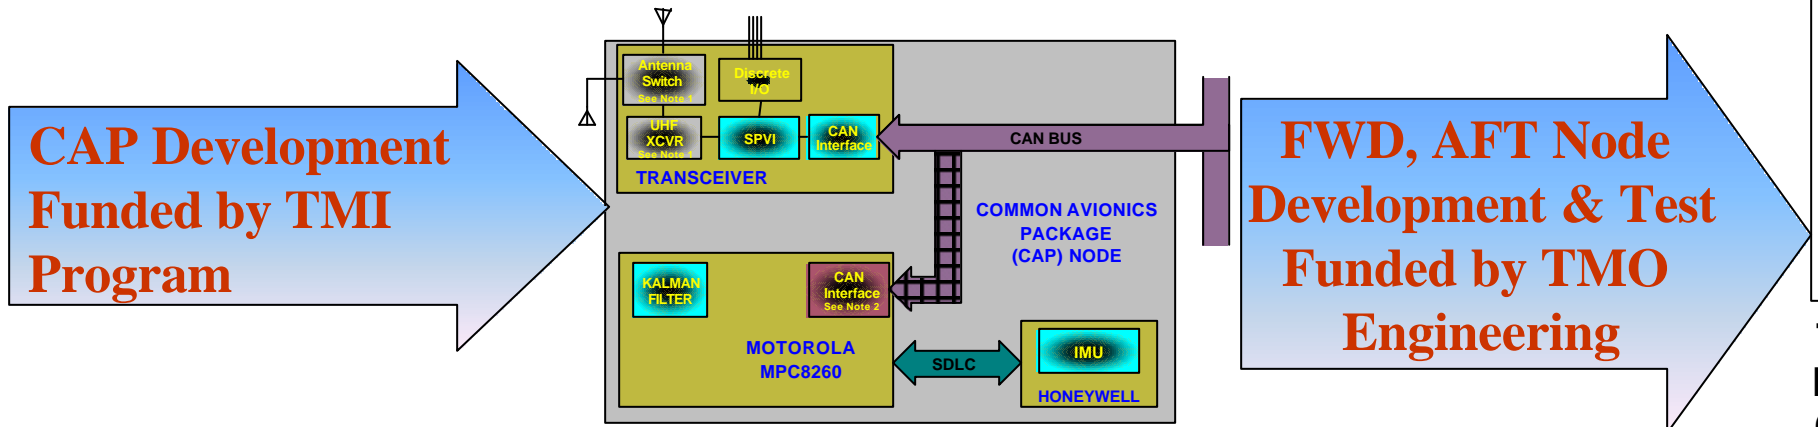 CAP Development
Funded by TMI
Program
Antenna
Switch
See Note 1
Discrete
I/O
UHF
XCVR
See Note 1
SPVI
CAN
Interface
TRANSCEIVER
CAN BUS
COMMON AVIONICS
PACKAGE
(CAP) NODE
KALMAN
FILTER
CAN
Interface
See Note 2
MOTOROLA
MPC8260
SDLC
IMU
HONEYWELL
FWD, AFT Node
Development & Test
Funded by TMO
Engineering